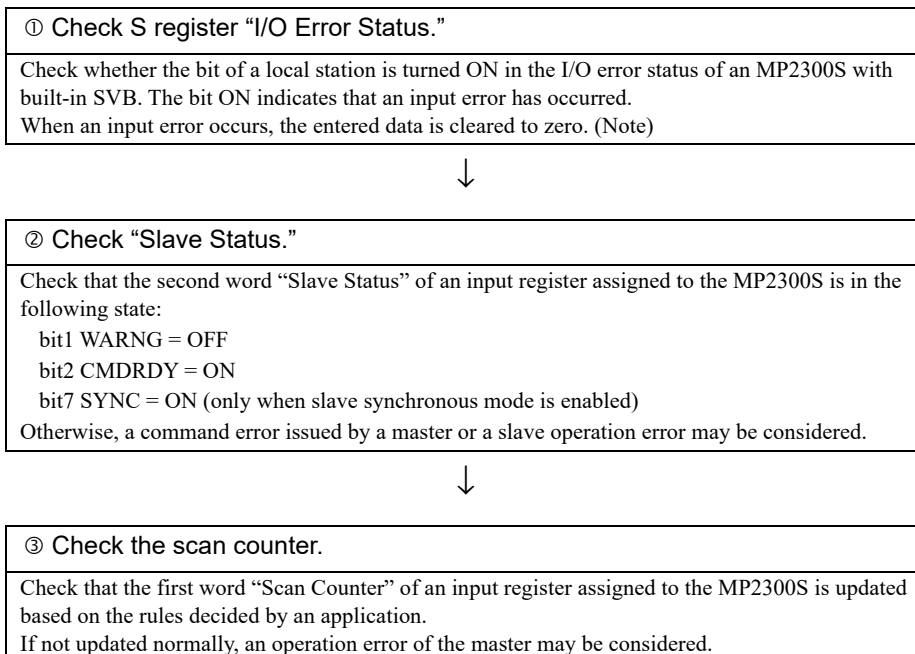 ① Check S register “I/O Error Status.”
Check whether the bit of a local station is turned ON in the I/O error status of an MP2300S with
built-in SVB. The bit ON indicates that an input error has occurred.
When an input error occurs, the entered data is cleared to zero. (Note)
↓
② Check “Slave Status.”
Check that the second word “Slave Status” of an input register assigned to the MP2300S is in the
following state:
bit1 WARNG = OFF
bit2 CMDRDY = ON
bit7 SYNC = ON (only when slave synchronous mode is enabled)
Otherwise, a command error issued by a master or a slave operation error may be considered.
↓
③ Check the scan counter.
Check that the first word “Scan Counter” of an input register assigned to the MP2300S is updated
based on the rules decided by an application.
If not updated normally, an operation error of the master may be considered.